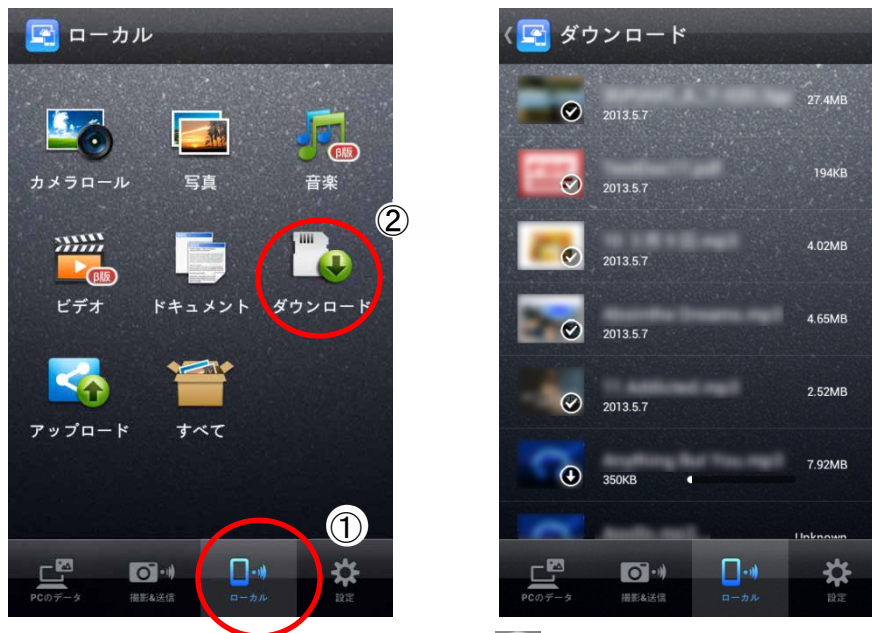 ローカル
カメラロール
写真
β版
音楽
②
β版
ビデオ
ドキュメント
ダウンロード
アップロード
すべて
①
PCのデータ
撮影&送信
ローカル
設定
ダウンロード
27.4MB
2013.5.7
194KB
2013.5.7
4.02MB
2013.5.7
4.65MB
2013.5.7
2.52MB
2013.5.7
7.92MB
350KB
Unknown
PCのデータ
撮影&送信
ローカル
設定